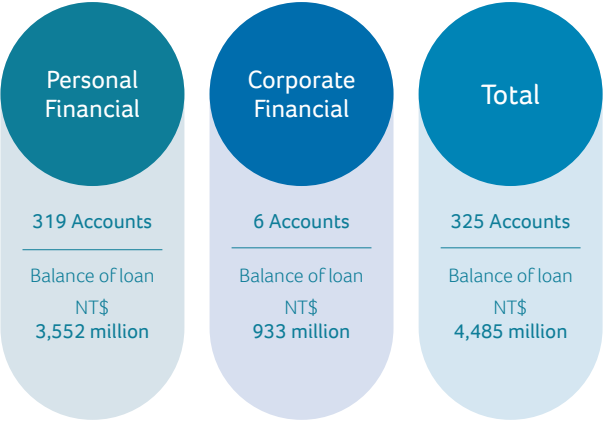 Personal
Financial
319 Accounts
Balance of loan
NT$
3,552 million
Corporate
Financial
6 Accounts
Balance of loan
NT$
933 million
Total
325 Accounts
Balance of loan
NT$
4,485 million